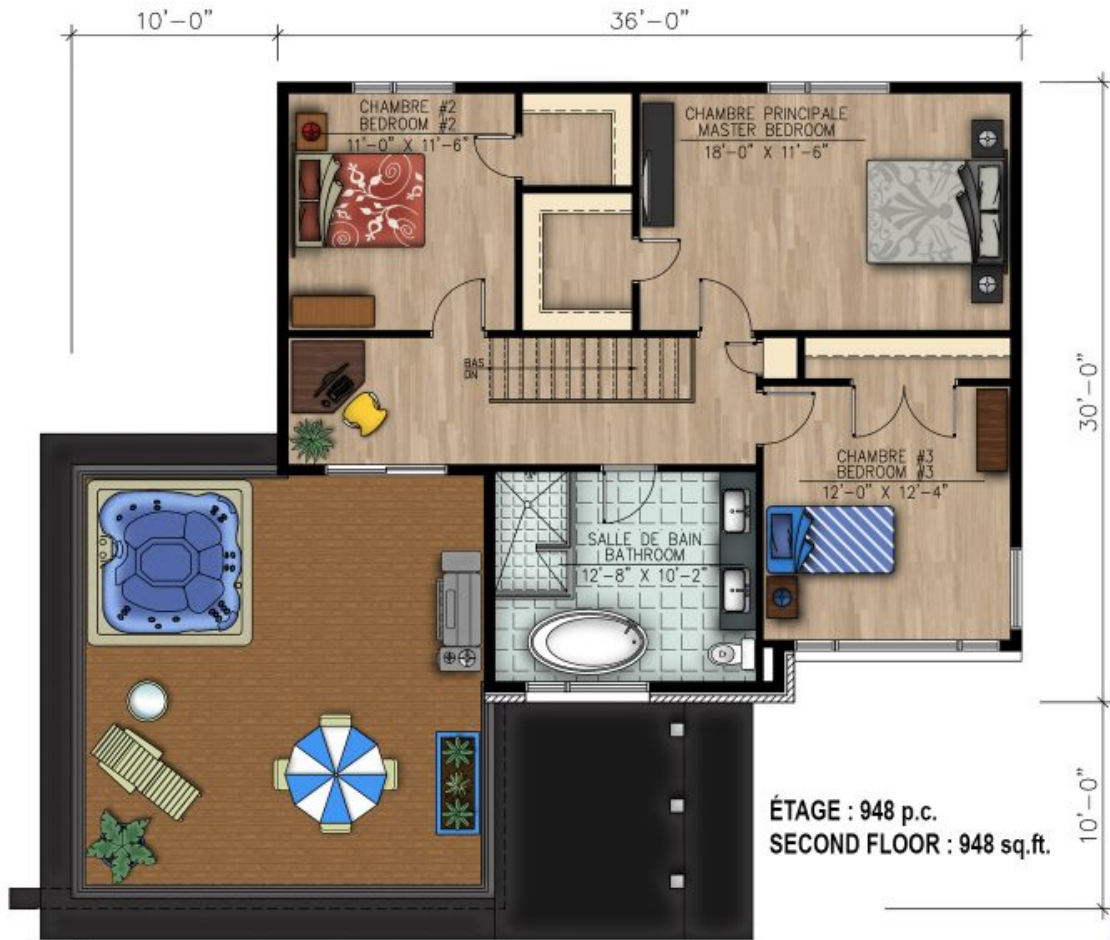 10'-0"
36'-0"
CHAMBRE #2
BEDROOM #2
11'-0" X 11'-6"
CHAMBRE PRINCIPALE
MASTER BEDROOM
18'-0" X 11'-6"
30'-0"
BAS
DN
CHAMBRE #3
BEDROOM #3
12'-0" X 12'-4"
SALLE DE BAIN
BATHROOM
12'-8" X 10'-2"
ÉTAGE : 948 p.c.
SECOND FLOOR : 948 sq.ft.
10'-0"